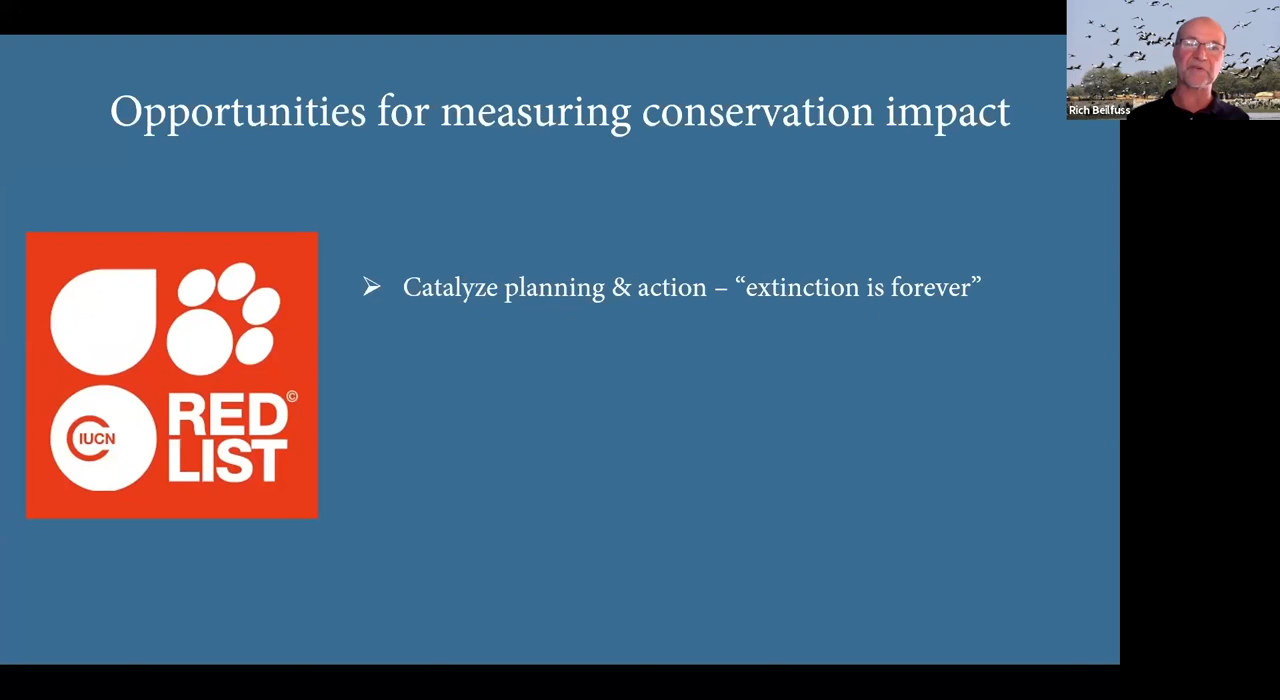 Opportunities for measuring conservation impact
Rich Beilfuss
➢ Catalyze planning & action – “extinction is forever”
RED©
LIST
IUCN